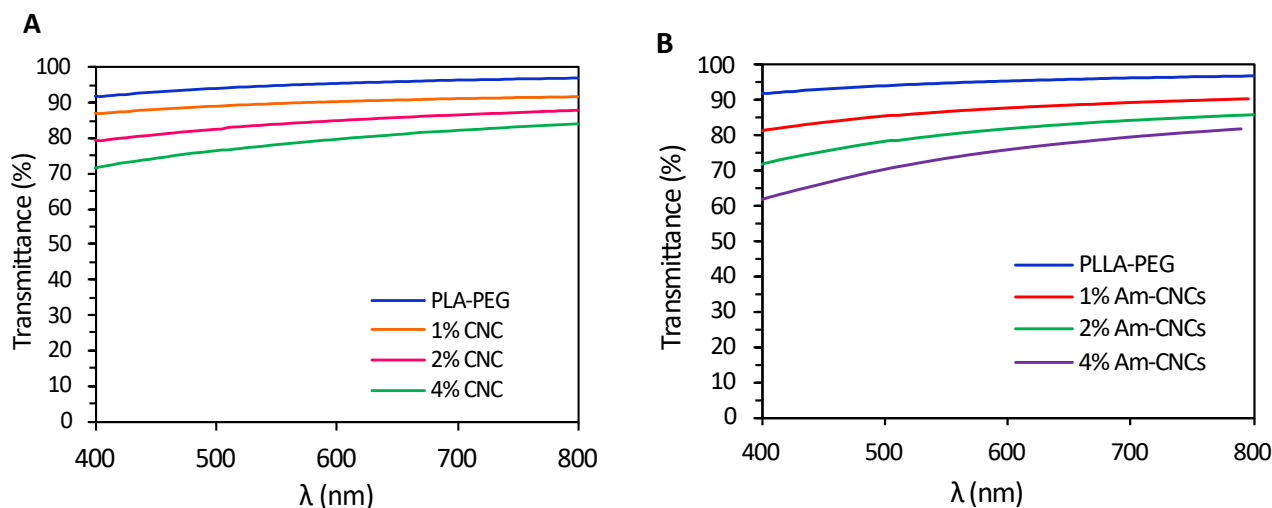 A
Transmittance (%)
100
90
80
70
60
50
40
30
20
10
0
PLA-PEG
1% CNC
2% CNC
4% CNC
400 500 600 700 800
λ (nm)
B
Transmittance (%)
100
90
80
70
60
50
40
30
20
10
0
PLLA-PEG
1% Am-CNCs
2% Am-CNCs
4% Am-CNCs
400 500 600 700 800
λ (nm)